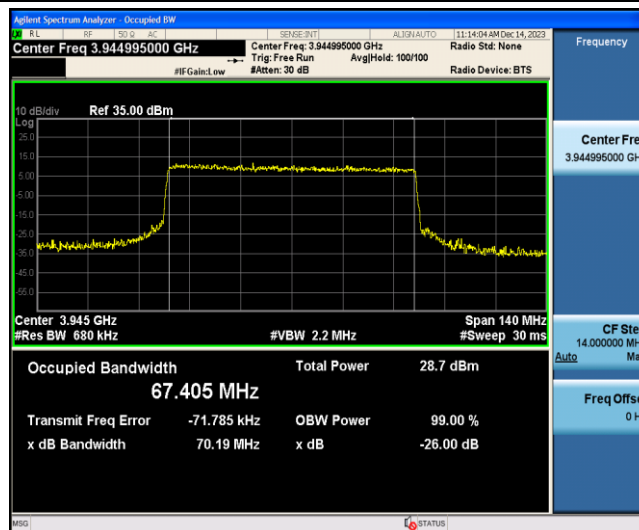 Agilent Spectrum Analyzer - Occupied BW
RL RF 50 Ω AC SENSE:INT ALIGN AUTO 11:14:04 AM Dec 14, 2023
Center Freq 3.944995000 GHz Center Freq: 3.944995000 GHz Radio Std: None
Trig: Free Run Avg|Hold: 100/100
#IFGain:Low #Atten: 30 dB Radio Device: BTS
10 dB/div Ref 35.00 dBm
Log
25.0
15.0
5.00
-5.00
-15.0
-25.0
-35.0
-45.0
-55.0
Center 3.945 GHz Span 140 MHz
#Res BW 680 kHz #VBW 2.2 MHz #Sweep 30 ms
Occupied Bandwidth Total Power 28.7 dBm
67.405 MHz
Transmit Freq Error -71.785 kHz OBW Power 99.00 %
x dB Bandwidth 70.19 MHz x dB -26.00 dB
MSG STATUS
Frequency
Center Fre
3.944995000 GH
CF Ste
14.000000 MH
Auto Ma
Freq Offse
0 H